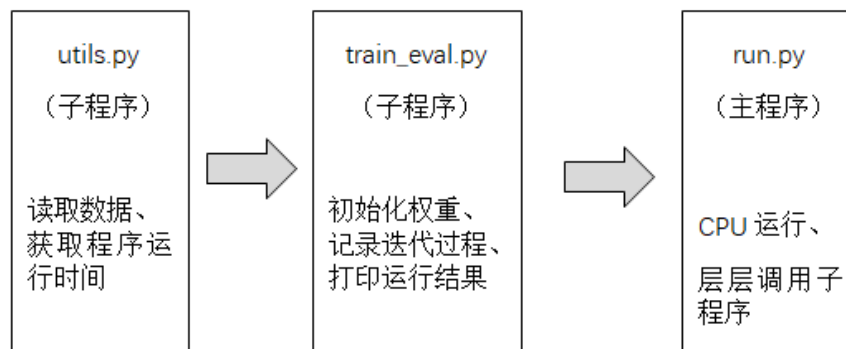 utils.py
（子程序）
读取数据、
获取程序运
行时间
train_eval.py
（子程序）
初始化权重、
记录迭代过程、
打印运行结果
run.py
（主程序）
CPU 运行、
层层调用子
程序